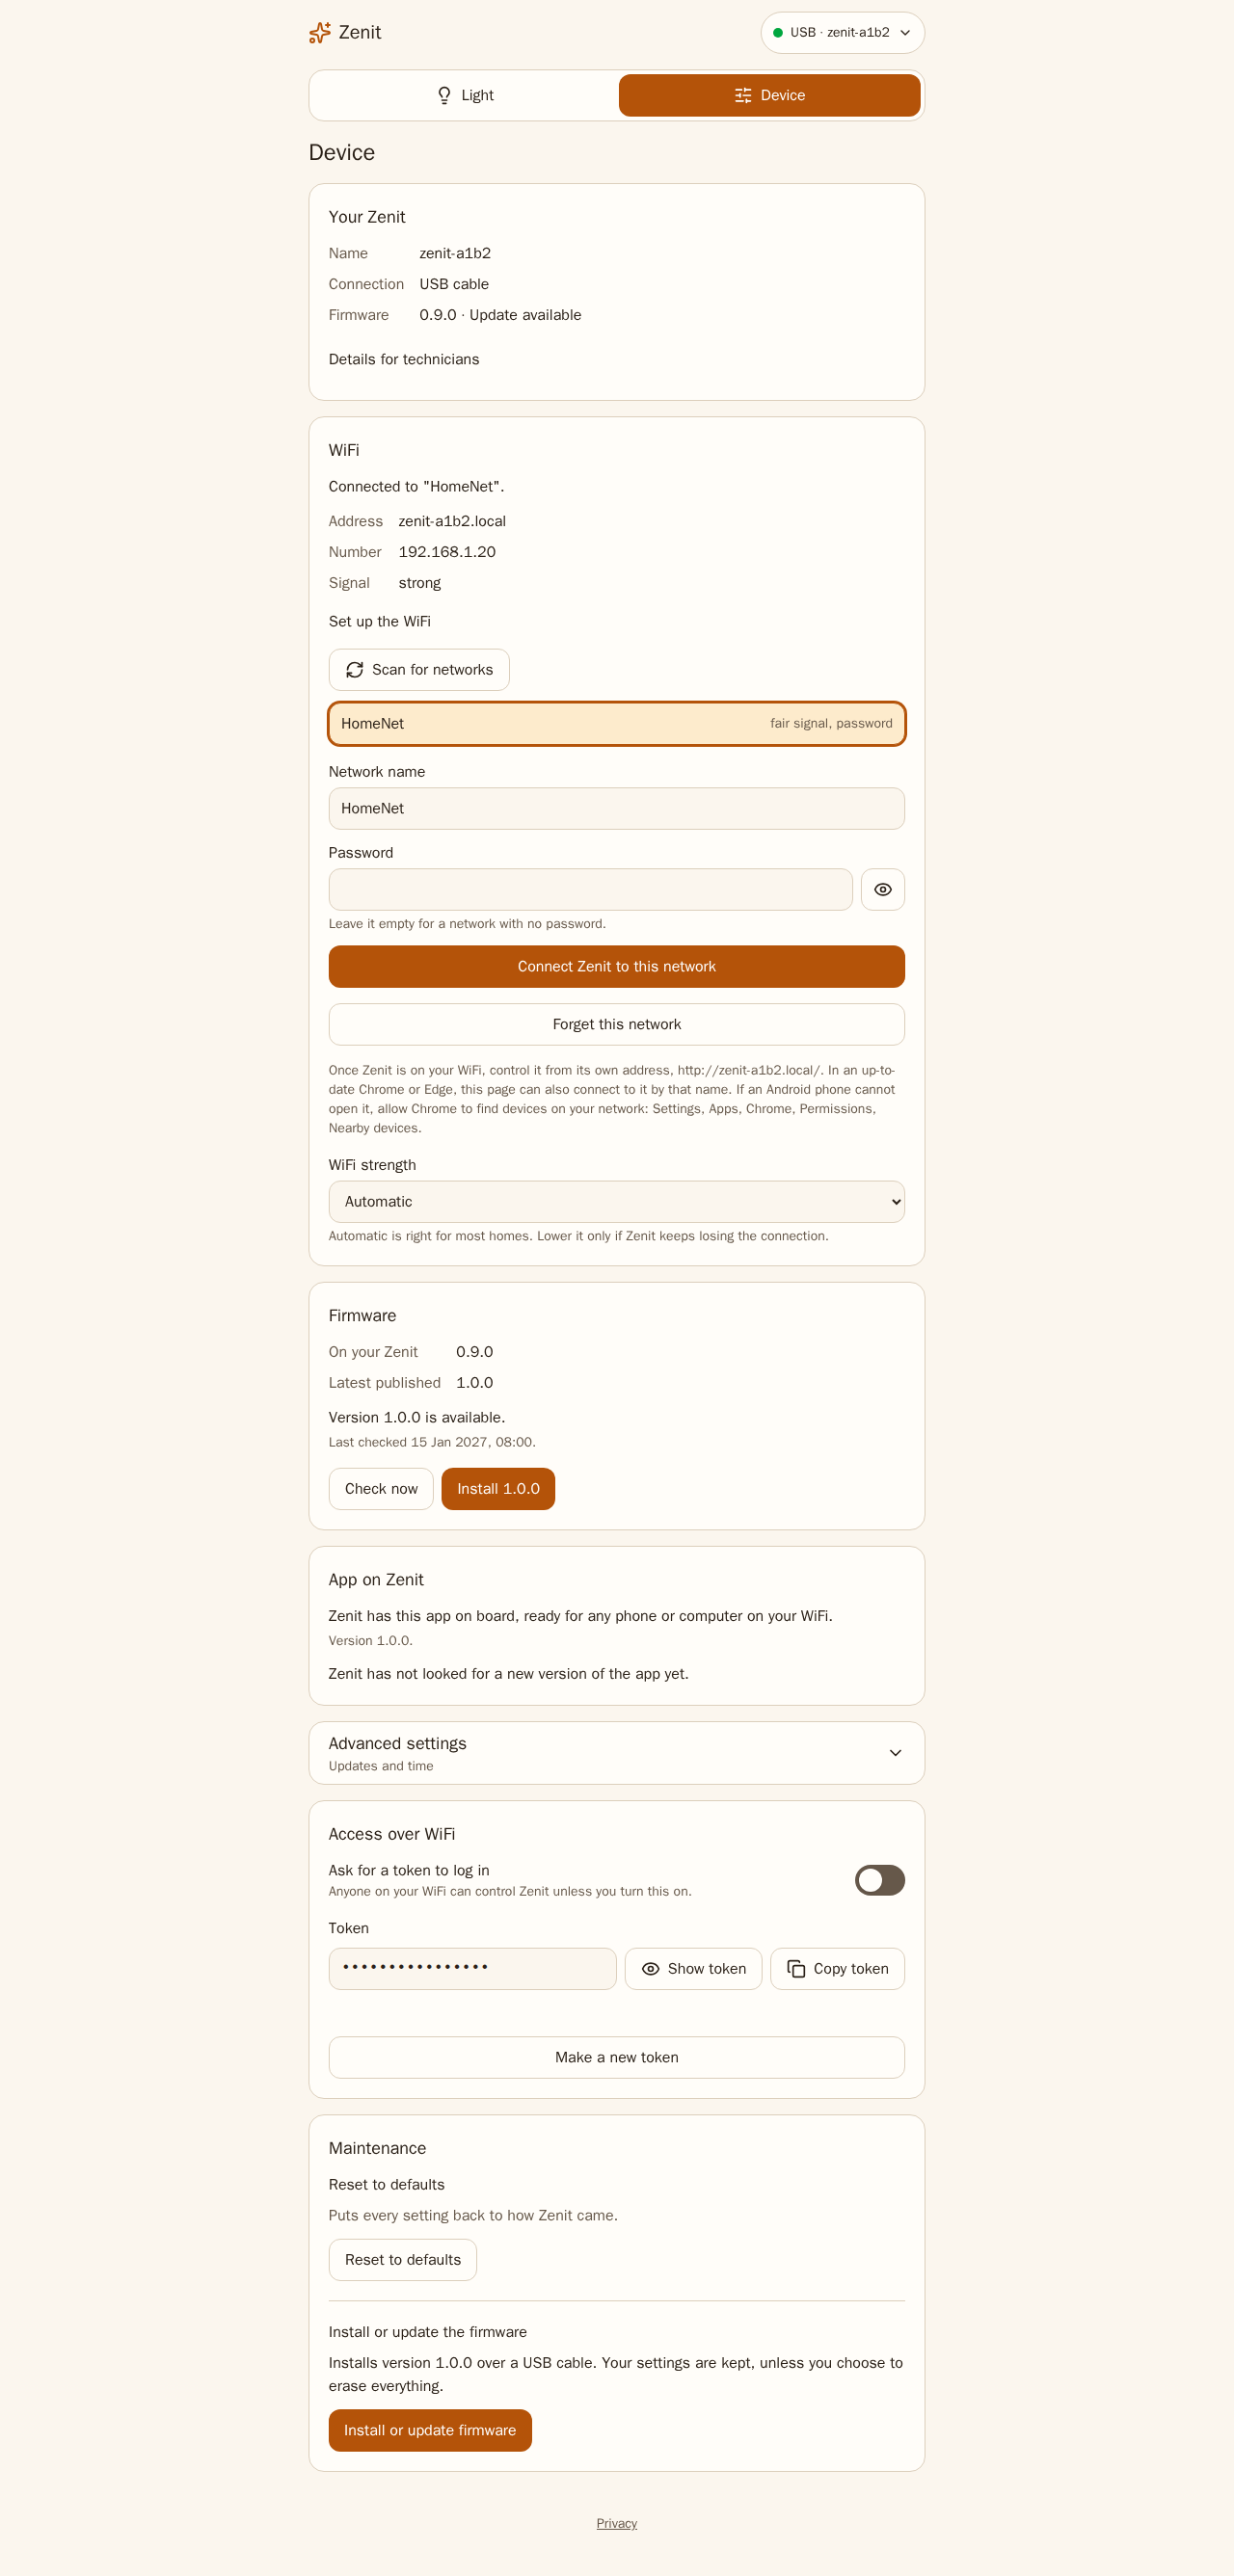 Zenit
USB · zenit-a1b2
Light
Device
Device
Your Zenit
Name zenit-a1b2
Connection USB cable
Firmware 0.9.0 · Update available
Details for technicians
WiFi
Connected to "HomeNet".
Address zenit-a1b2.local
Number 192.168.1.20
Signal strong
Set up the WiFi
Scan for networks
HomeNet fair signal, password
Network name
HomeNet
Password
Leave it empty for a network with no password.
Connect Zenit to this network
Forget this network
Once Zenit is on your WiFi, control it from its own address, http://zenit-a1b2.local/. In an up-to-
date Chrome or Edge, this page can also connect to it by that name. If an Android phone cannot
open it, allow Chrome to find devices on your network: Settings, Apps, Chrome, Permissions,
Nearby devices.
WiFi strength
Automatic
Automatic is right for most homes. Lower it only if Zenit keeps losing the connection.
Firmware
On your Zenit 0.9.0
Latest published 1.0.0
Version 1.0.0 is available.
Last checked 15 Jan 2027, 08:00.
Check now
Install 1.0.0
App on Zenit
Zenit has this app on board, ready for any phone or computer on your WiFi.
Version 1.0.0.
Zenit has not looked for a new version of the app yet.
Advanced settings
Updates and time
Access over WiFi
Ask for a token to log in
Anyone on your WiFi can control Zenit unless you turn this on.
Token
••••••••••••••••
Show token
Copy token
Make a new token
Maintenance
Reset to defaults
Puts every setting back to how Zenit came.
Reset to defaults
Install or update the firmware
Installs version 1.0.0 over a USB cable. Your settings are kept, unless you choose to
erase everything.
Install or update firmware
Privacy